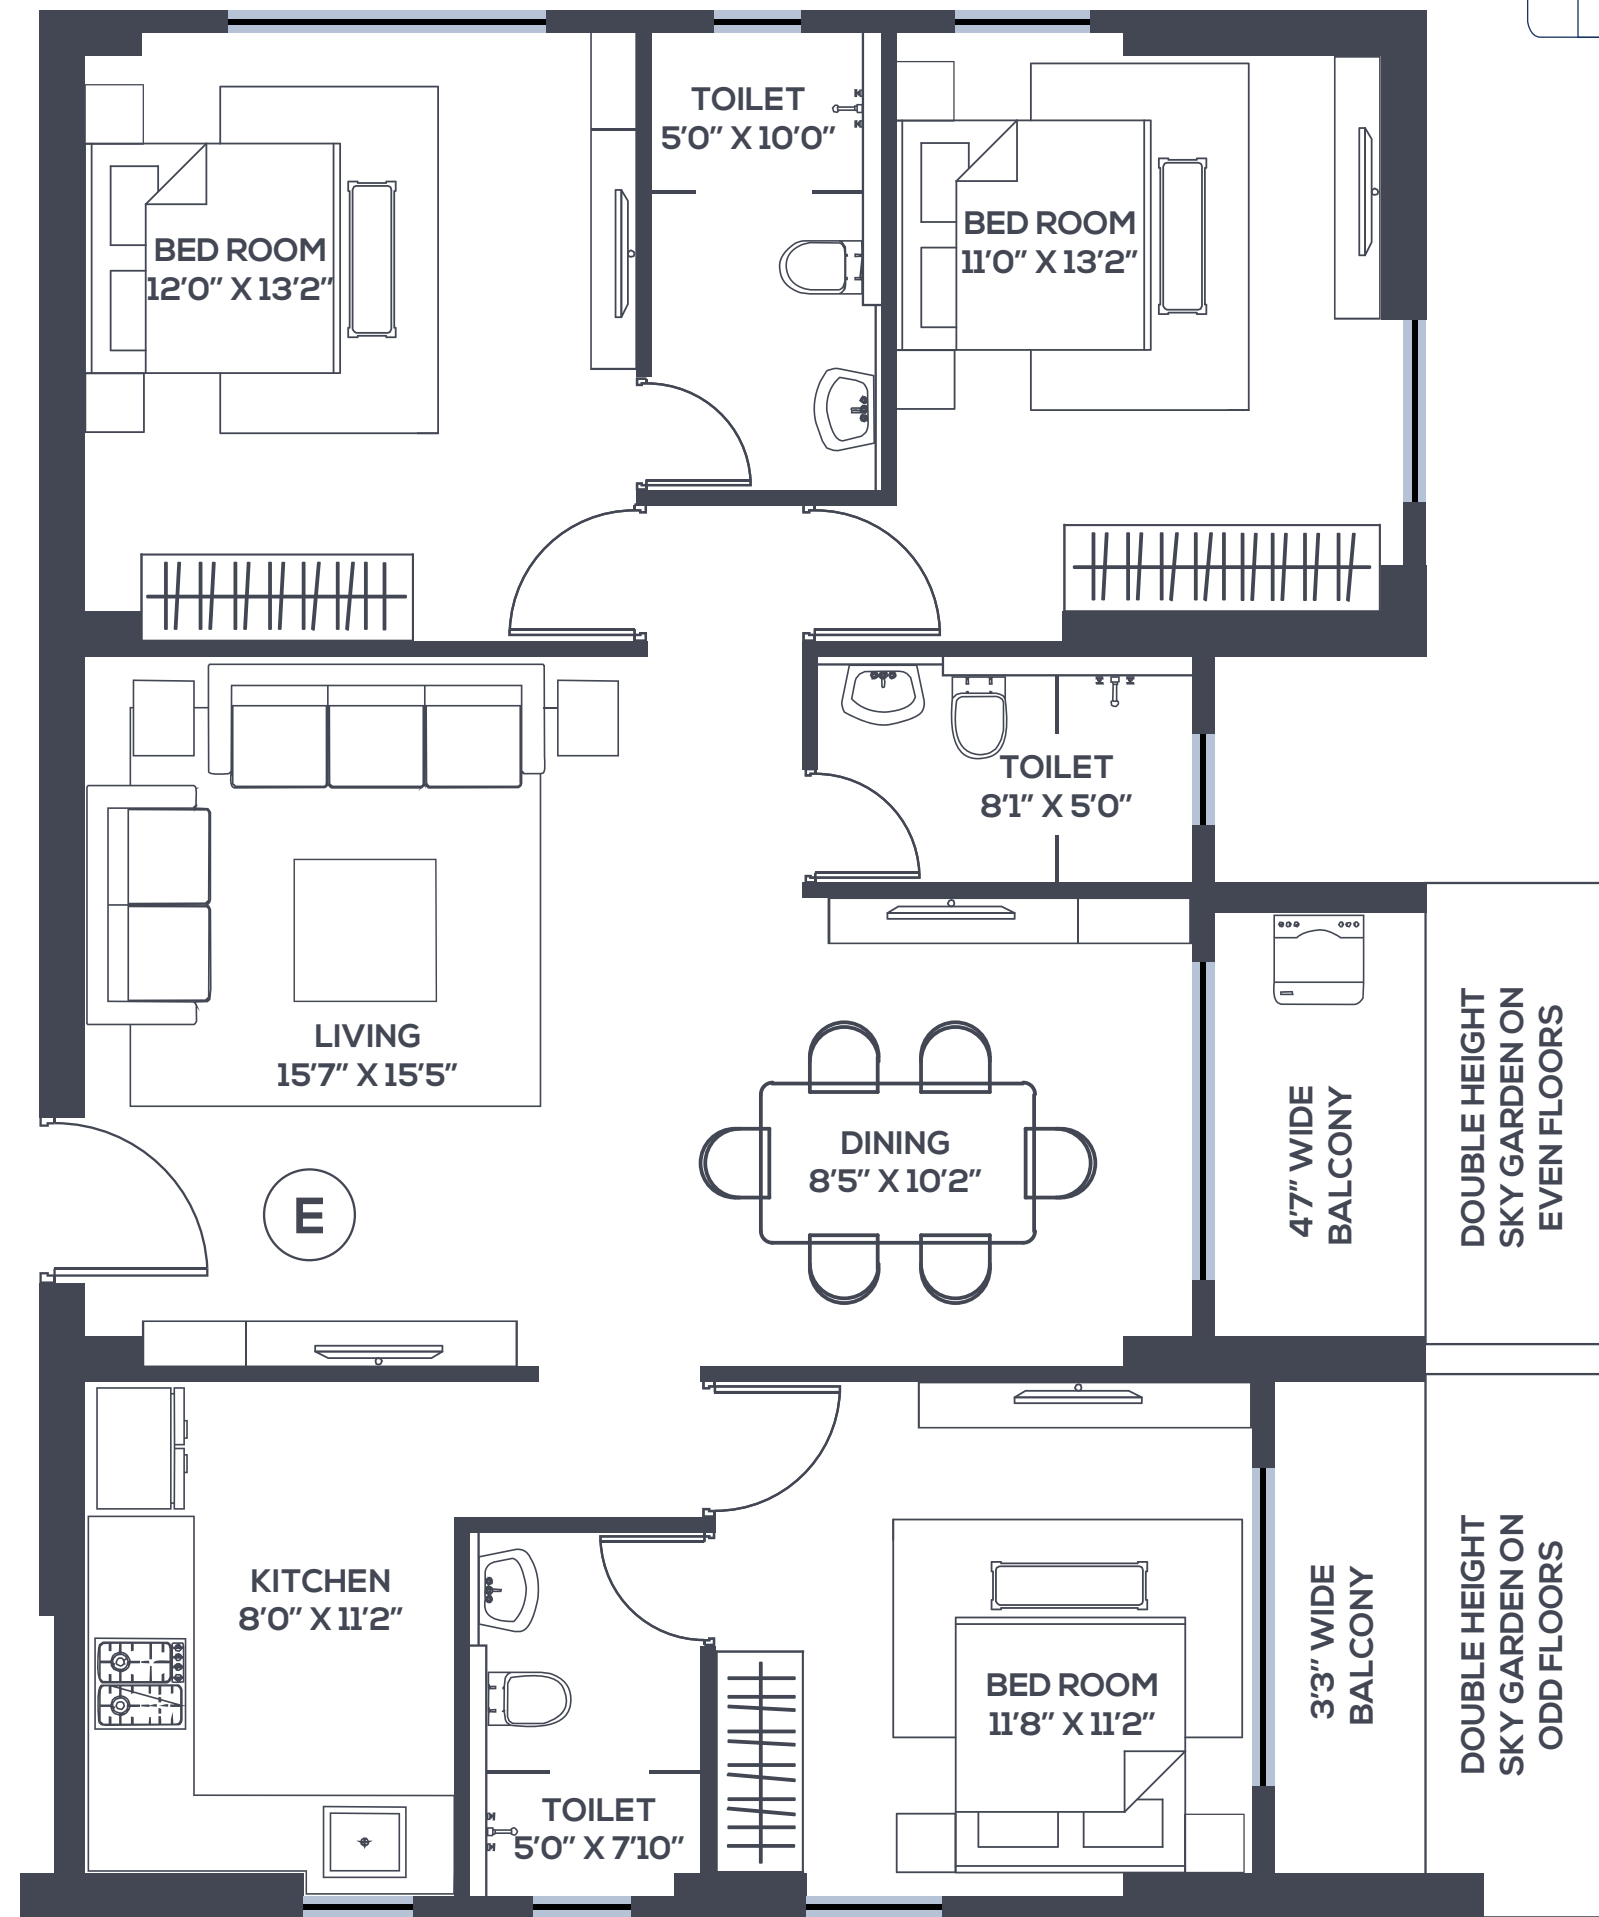 TOILET
5'0" X 10'0"
BED ROOM
12'0" X 13'2"
BED ROOM
11'0" X 13'2"
TOILET
8'1" X 5'0"
LIVING
15'7" X 15'5"
DINING
8'5" X 10'2"
4'7" WIDE
BALCONY
DOUBLE HEIGHT
SKY GARDEN ON
EVEN FLOORS
E
KITCHEN
8'0" X 11'2"
BED ROOM
11'8" X 11'2"
TOILET
5'0" X 7'10"
3'3" WIDE
BALCONY
DOUBLE HEIGHT
SKY GARDEN ON
ODD FLOORS